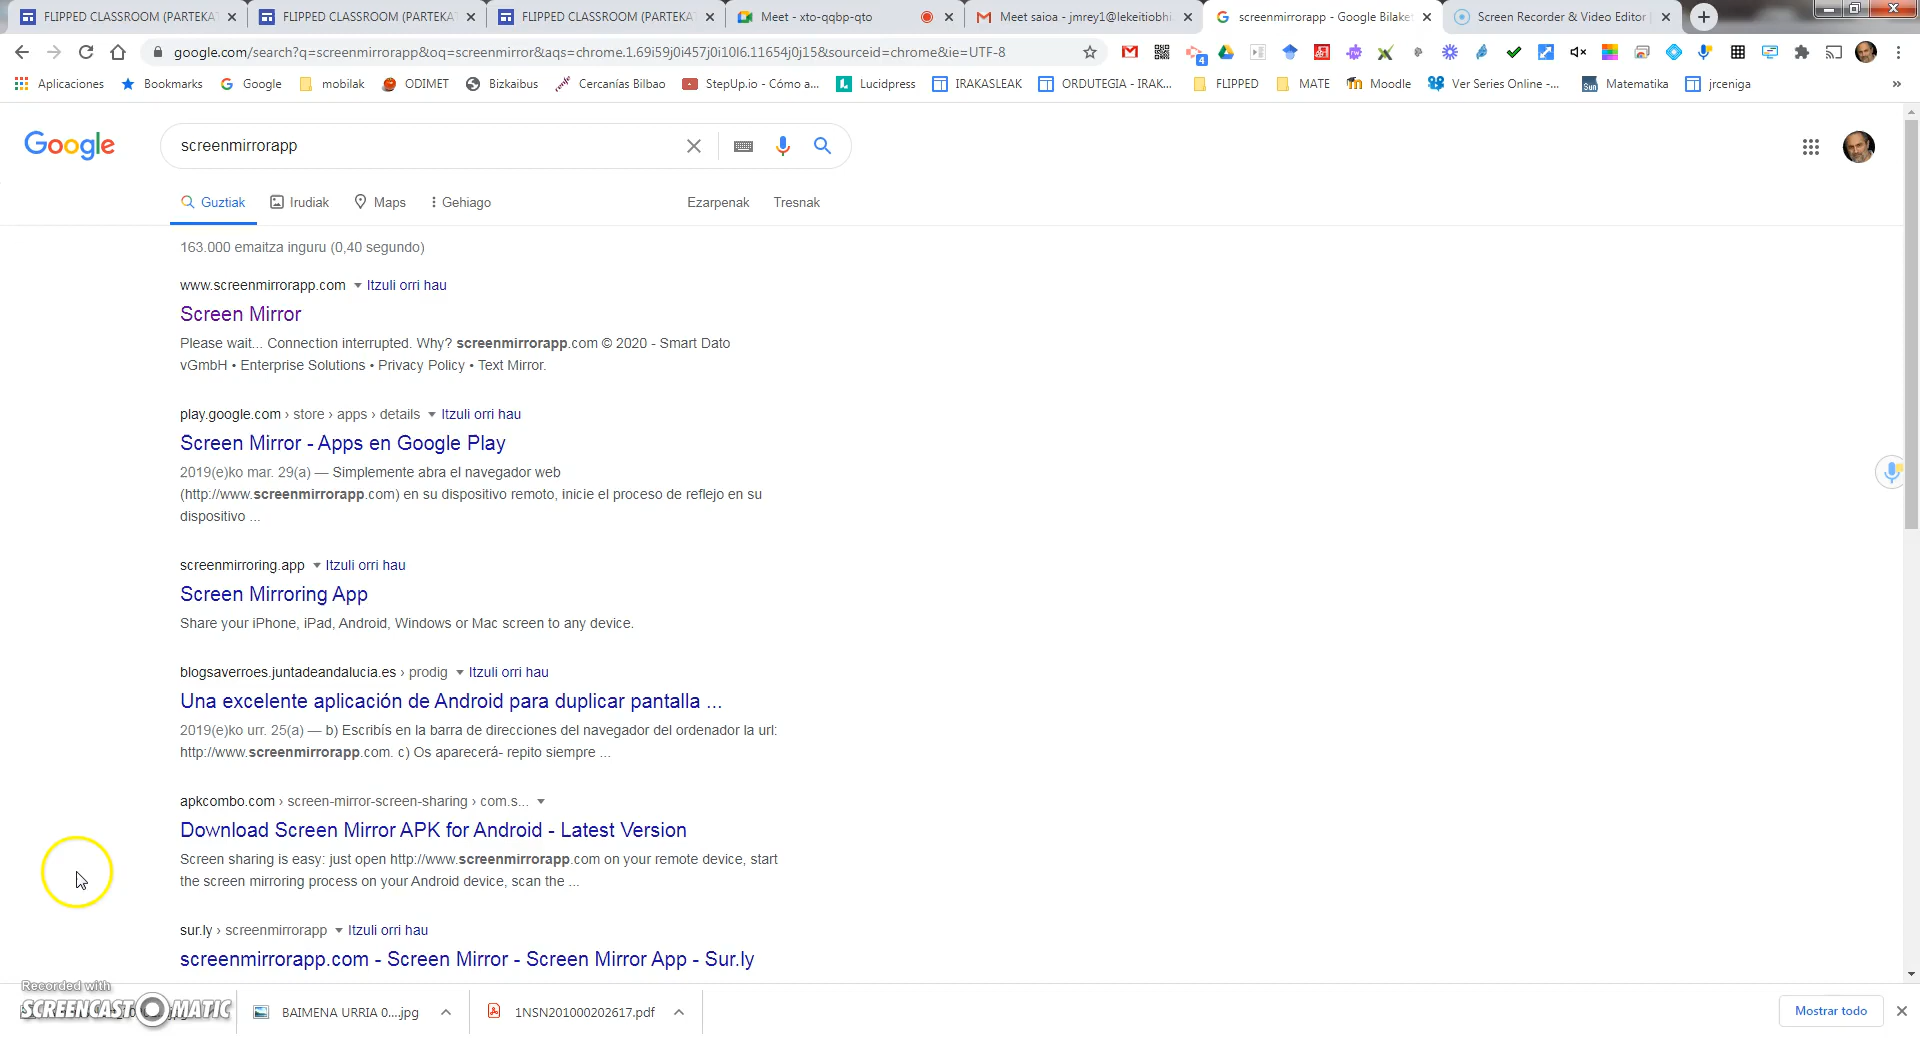 FLIPPED CLASSROOM (PARTEKAT
FLIPPED CLASSROOM (PARTEKAT
FLIPPED CLASSROOM (PARTEKAT
Meet - xto-qqbp-qto
Meet saioa - jmrey1@lekeitiobhi
screenmirrorapp - Google Bilake
Screen Recorder & Video Editor
google.com/search?q=screenmirrorapp&oq=screenmirror&aqs=chrome.1.69i59j0i457j0i10l6.11654j0j15&sourceid=chrome&ie=UTF-8
4
Aplicaciones
Bookmarks
Google
mobilak
ODIMET
Bizkaibus
Cercanías Bilbao
StepUp.io - Cómo a...
Lucidpress
IRAKASLEAK
ORDUTEGIA - IRAK...
FLIPPED
MATE
Moodle
Ver Series Online -...
Matematika
jrceniga
»
Google
screenmirrorapp
Guztiak
Irudiak
Maps
Gehiago
Ezarpenak
Tresnak
163.000 emaitza inguru (0,40 segundo)
www.screenmirrorapp.com Itzuli orri hau
Screen Mirror
Please wait... Connection interrupted. Why? screenmirrorapp.com © 2020 - Smart Dato
vGmbH • Enterprise Solutions • Privacy Policy • Text Mirror.
play.google.com › store › apps › details Itzuli orri hau
Screen Mirror - Apps en Google Play
2019(e)ko mar. 29(a) — Simplemente abra el navegador web
(http://www.screenmirrorapp.com) en su dispositivo remoto, inicie el proceso de reflejo en su
dispositivo ...
screenmirroring.app Itzuli orri hau
Screen Mirroring App
Share your iPhone, iPad, Android, Windows or Mac screen to any device.
blogsaverroes.juntadeandalucia.es › prodig Itzuli orri hau
Una excelente aplicación de Android para duplicar pantalla ...
2019(e)ko urr. 25(a) — b) Escribís en la barra de direcciones del navegador del ordenador la url:
http://www.screenmirrorapp.com. c) Os aparecerá- repito siempre ...
apkcombo.com › screen-mirror-screen-sharing › com.s...
Download Screen Mirror APK for Android - Latest Version
Screen sharing is easy: just open http://www.screenmirrorapp.com on your remote device, start
the screen mirroring process on your Android device, scan the ...
sur.ly › screenmirrorapp Itzuli orri hau
screenmirrorapp.com - Screen Mirror - Screen Mirror App - Sur.ly
Recorded with
SCREENCAST-O-MATIC
BAIMENA URRIA 0....jpg
1NSN201000202617.pdf
Mostrar todo